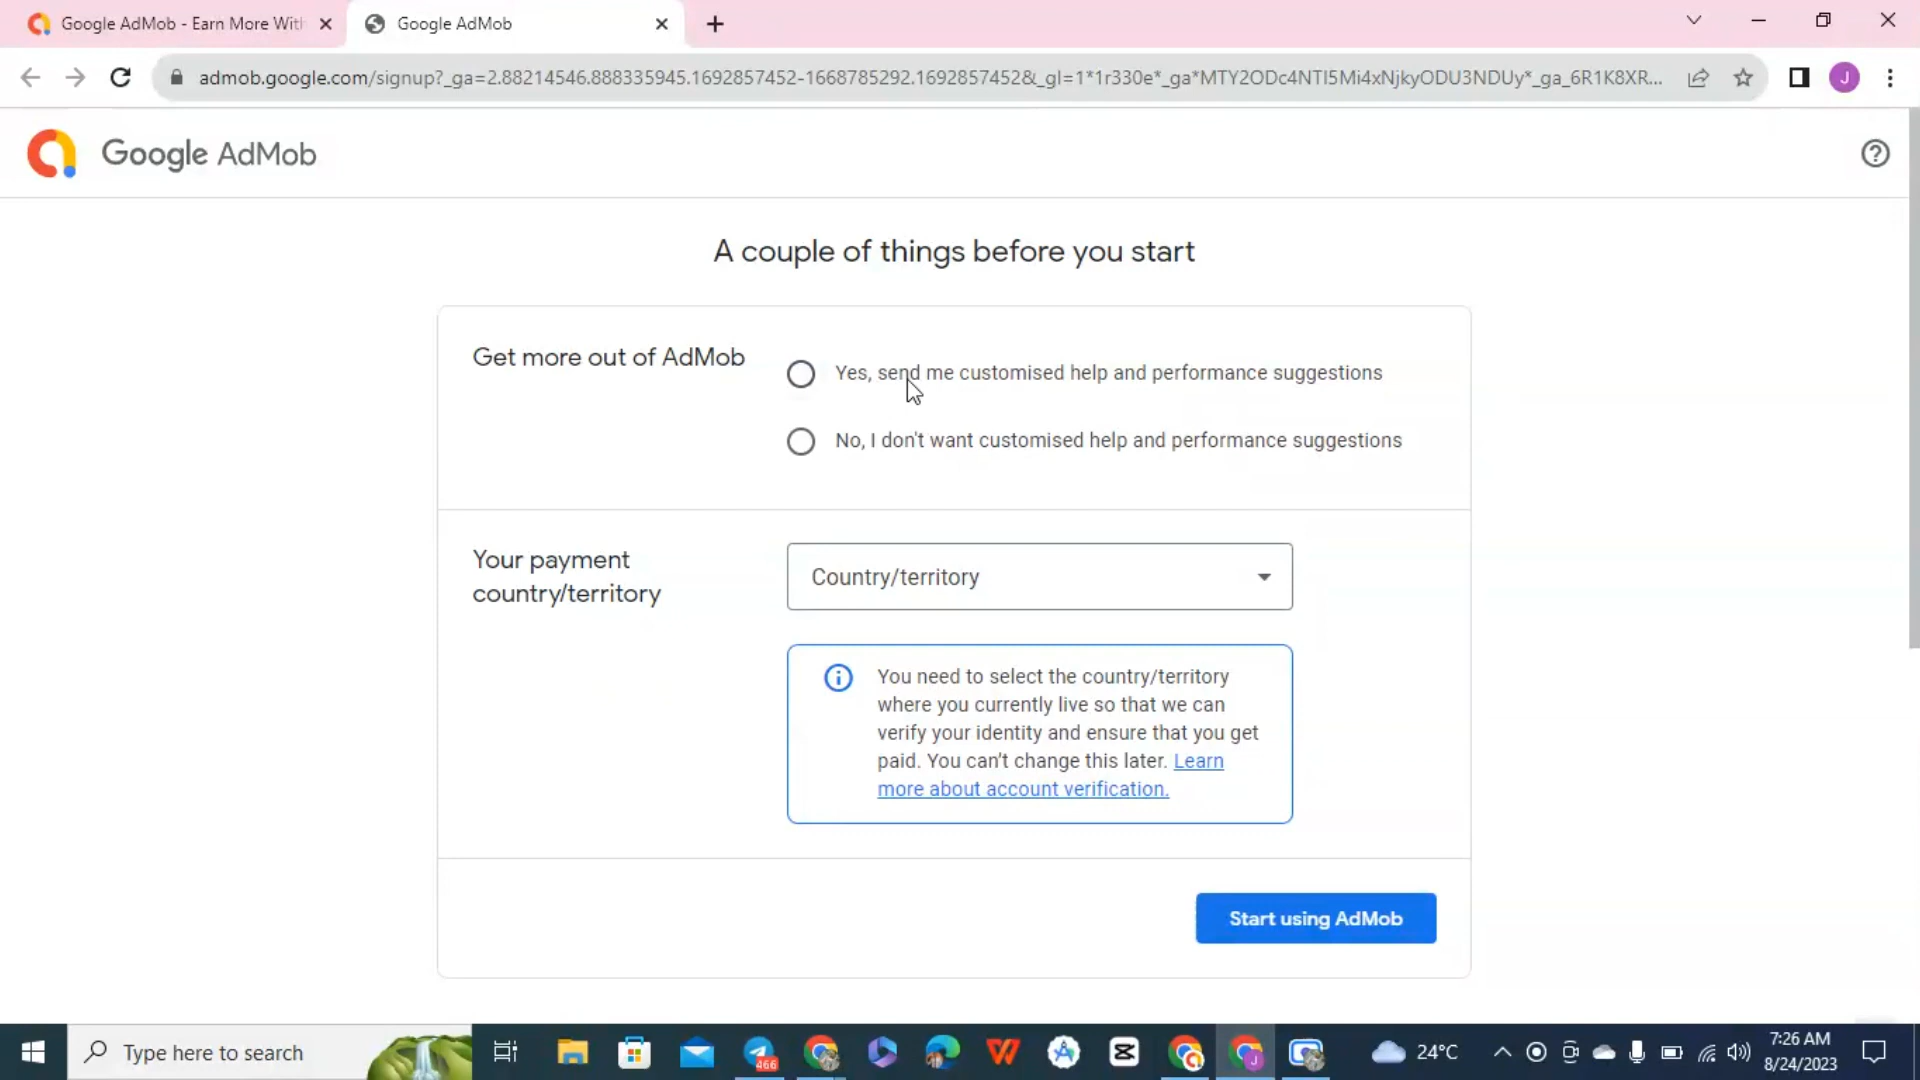 Google AdMob - Earn More With
Google AdMob
admob.google.com/signup?_ga=2.88214546.888335945.1692857452-1668785292.1692857452&_gl=1*1r330e*_ga*MTY2ODc4NTI5Mi4xNjkyODU3NDUy*_ga_6R1K8XR...
J
Google AdMob
A couple of things before you start
Get more out of AdMob
Yes, send me customised help and performance suggestions
No, I don't want customised help and performance suggestions
Your payment
country/territory
Country/territory
You need to select the country/territory
where you currently live so that we can
verify your identity and ensure that you get
paid. You can't change this later. Learn
more about account verification.
Start using AdMob
Type here to search
466
J
24°C
7:26 AM
8/24/2023